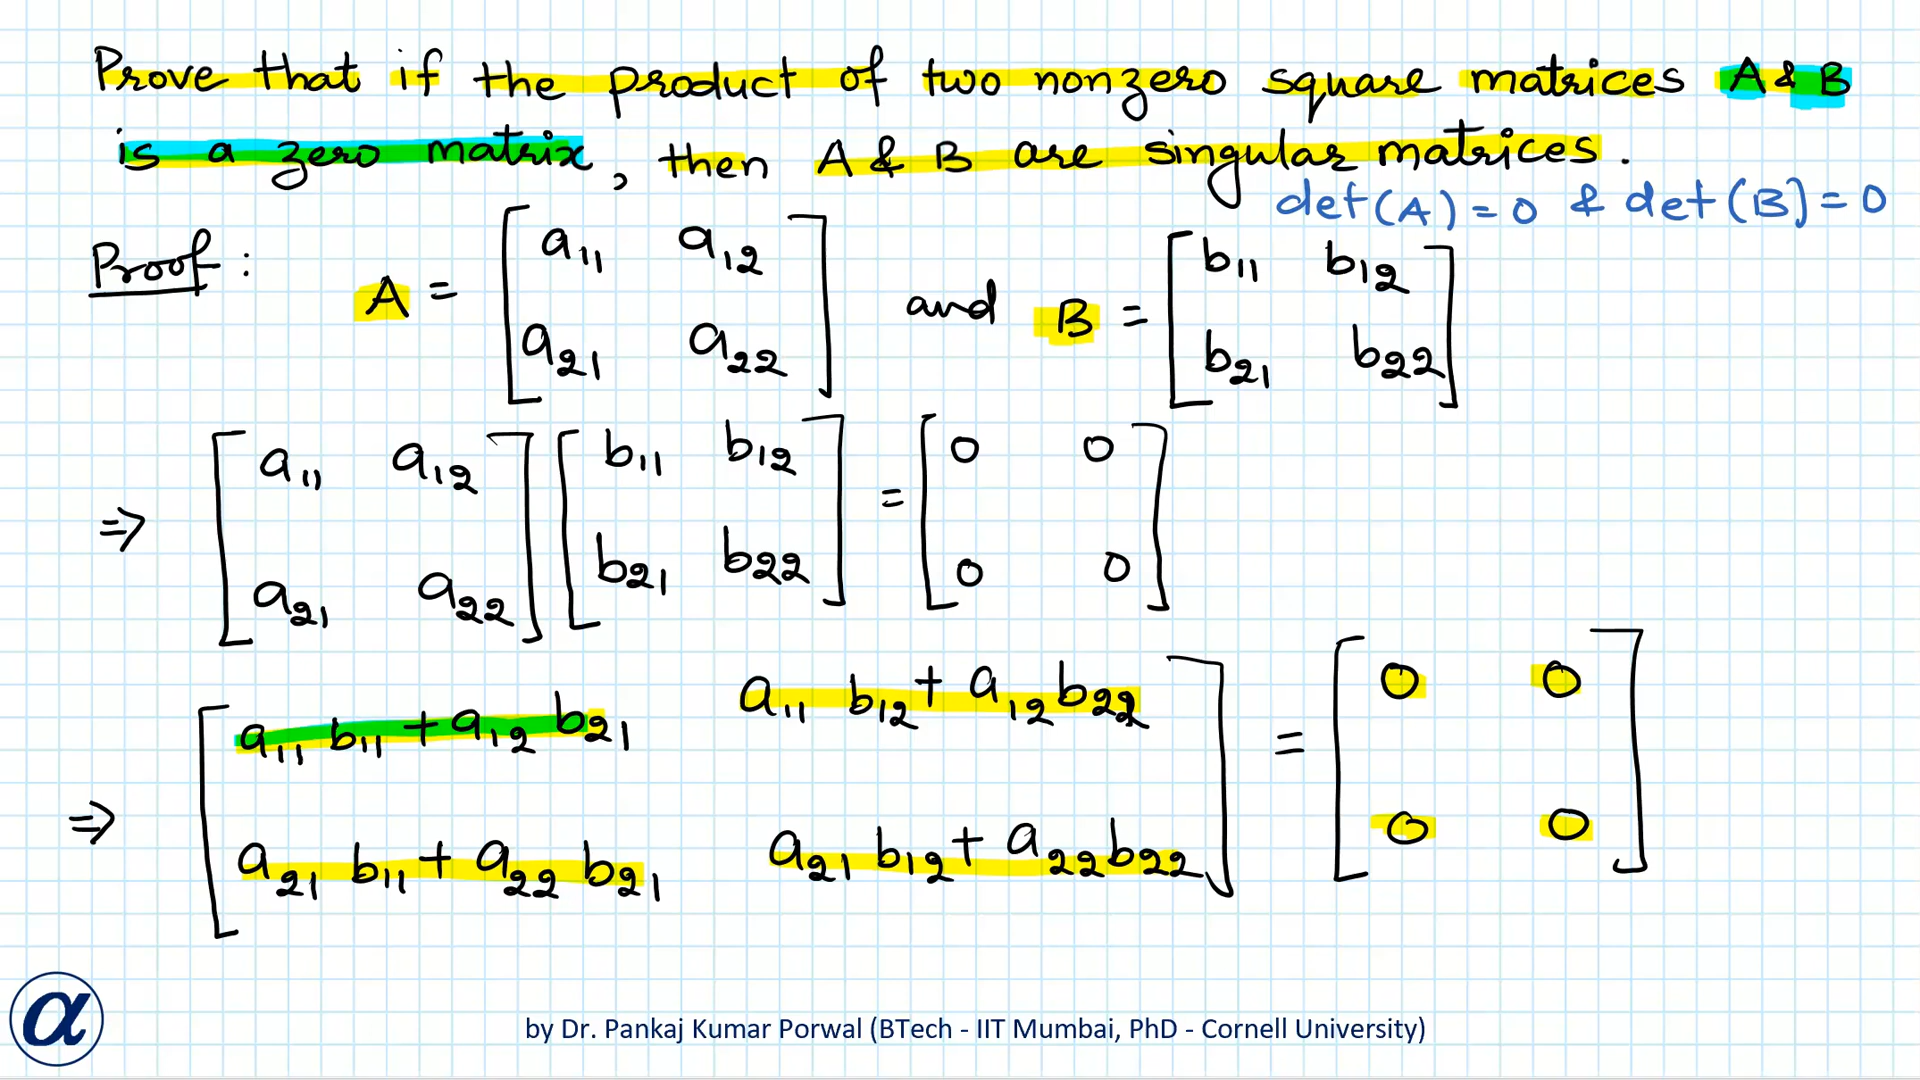 Prove that if the product of two nonzero square matrices A & B
is a zero matrix, then A & B are singular matrices.
det(A) = 0 & det(B) = 0
Proof : A = [ a11 a12 a21 a22 ] and B = [ b11 b12 b21 b22 ]
⇒ [ a11 a12 a21 a22 ] [ b11 b12 b21 b22 ] = [ 0 0 0 0 ]
⇒ [ a11 b11 + a12 b21 a11 b12 + a12 b22
a21 b11 + a22 b21 a21 b12 + a22 b22 ] = [ 0 0 0 0 ]
α
by Dr. Pankaj Kumar Porwal (BTech - IIT Mumbai, PhD - Cornell University)